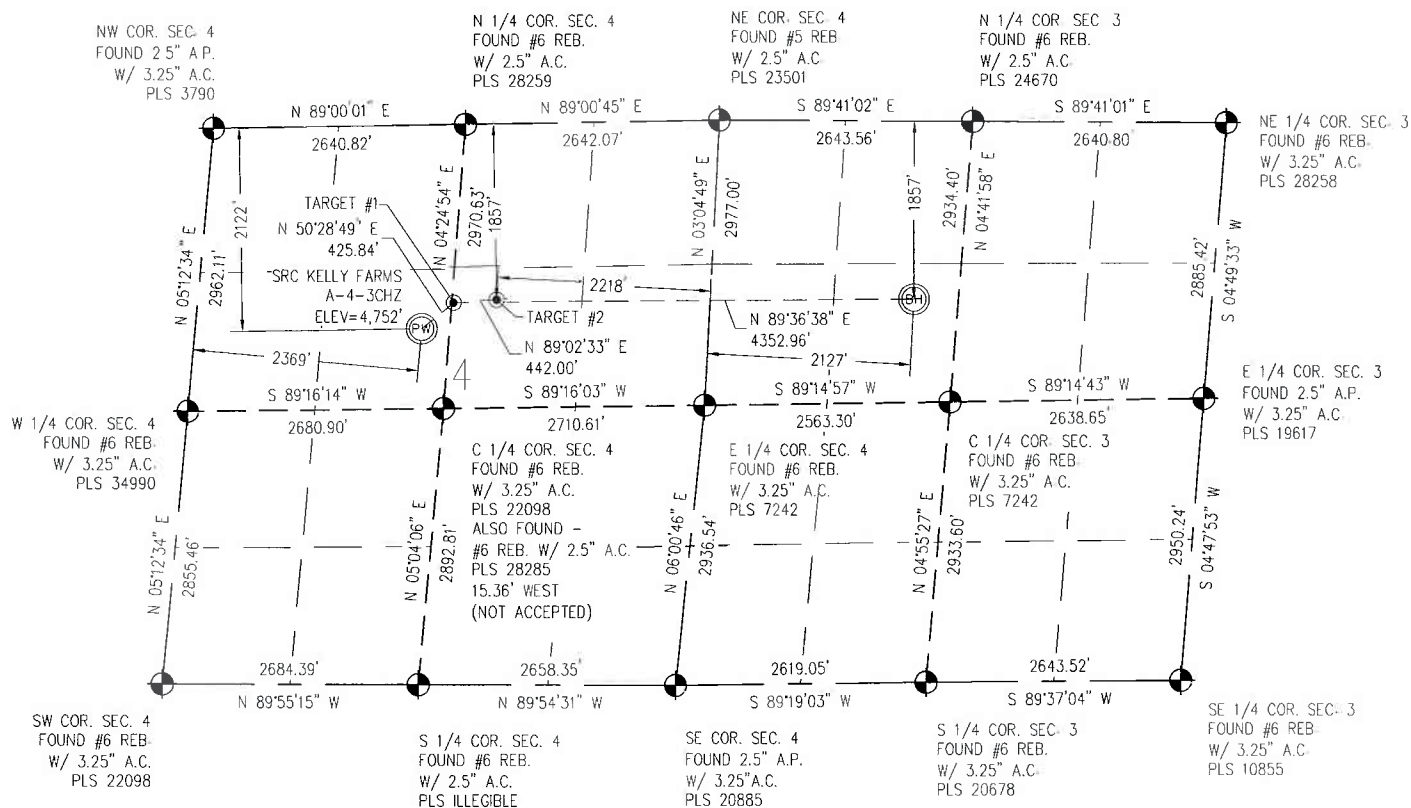 NW COR. SEC. 4
FOUND 2.5" A.P.
W/ 3.25" A.C.
PLS 3790
N 1/4 COR. SEC. 4
FOUND #6 REB.
W/ 2.5" A.C.
PLS 28259
NE COR. SEC. 4
FOUND #5 REB
W/ 2.5" A.C.
PLS 23501
N 1/4 COR SEC. 3
FOUND #6 REB.
W/ 2.5" A.C.
PLS 24670
NE 1/4 COR. SEC. 3
FOUND #6 REB.
W/ 3.25" A.C.
PLS 28258
N 89°00'01" E
2640.82'
N 89°00'45" E
2642.07'
S 89°41'02" E
2643.56'
S 89°41'01" E
2640.80'
N 05°12'34" E
2962.11'
2122'
N 04°24'54" E
2970.63'
1857'
N 03°04'49" E
2977.00'
1857'
2934.40'
N 04°41'58" E
2885.42'
S 04°49'33" W
TARGET #1
N 50°28'49" E
425.84'
SRC KELLY FARMS
A-4-3CHZ
ELEV=4,752'
PW
2218'
TARGET #2
N 89°02'33" E
442.00'
BH
N 89°36'38" E
4352.96'
2369'
2127'
4
S 89°16'14" W
2680.90'
S 89°16'03" W
2710.61'
S 89°14'57" W
2563.30'
S 89°14'43" W
2638.65'
W 1/4 COR. SEC. 4
FOUND #6 REB.
W/ 3.25" A.C.
PLS 34990
C 1/4 COR. SEC. 4
FOUND #6 REB.
W/ 3.25" A.C.
PLS 22098
ALSO FOUND -
#6 REB. W/ 2.5" A.C.
PLS 28285
15.36' WEST
(NOT ACCEPTED)
E 1/4 COR. SEC. 4
FOUND #6 REB.
W/ 3.25" A.C.
PLS 7242
C 1/4 COR. SEC. 3
FOUND #6 REB
W/ 3.25" A.C.
PLS 7242
E 1/4 COR. SEC. 3
FOUND 2.5" A.P.
W/ 3.25" A.C.
PLS 19617
N 05°12'34" E
2855.46'
N 05°04'06" E
2892.81'
N 06°00'46" E
2936.54'
N 04°55'27" E
2933.60'
2950.24'
S 04°47'53" W
2684.39'
N 89°55'15" W
2658.35'
N 89°54'31" W
2619.05'
S 89°19'03" W
2643.52'
S 89°37'04" W
SW COR. SEC. 4
FOUND #6 REB.
W/ 3.25" A.C.
PLS 22098
S 1/4 COR. SEC. 4
FOUND #6 REB.
W/ 2.5" A.C.
PLS ILLEGIBLE
SE COR. SEC. 4
FOUND 2.5" A.P.
W/ 3.25"A.C.
PLS 20885
S 1/4 COR. SEC. 3
FOUND #6 REB.
W/ 3.25" A.C.
PLS 20678
SE 1/4 COR. SEC. 3
FOUND #6 REB.
W/ 3.25" A.C.
PLS 10855